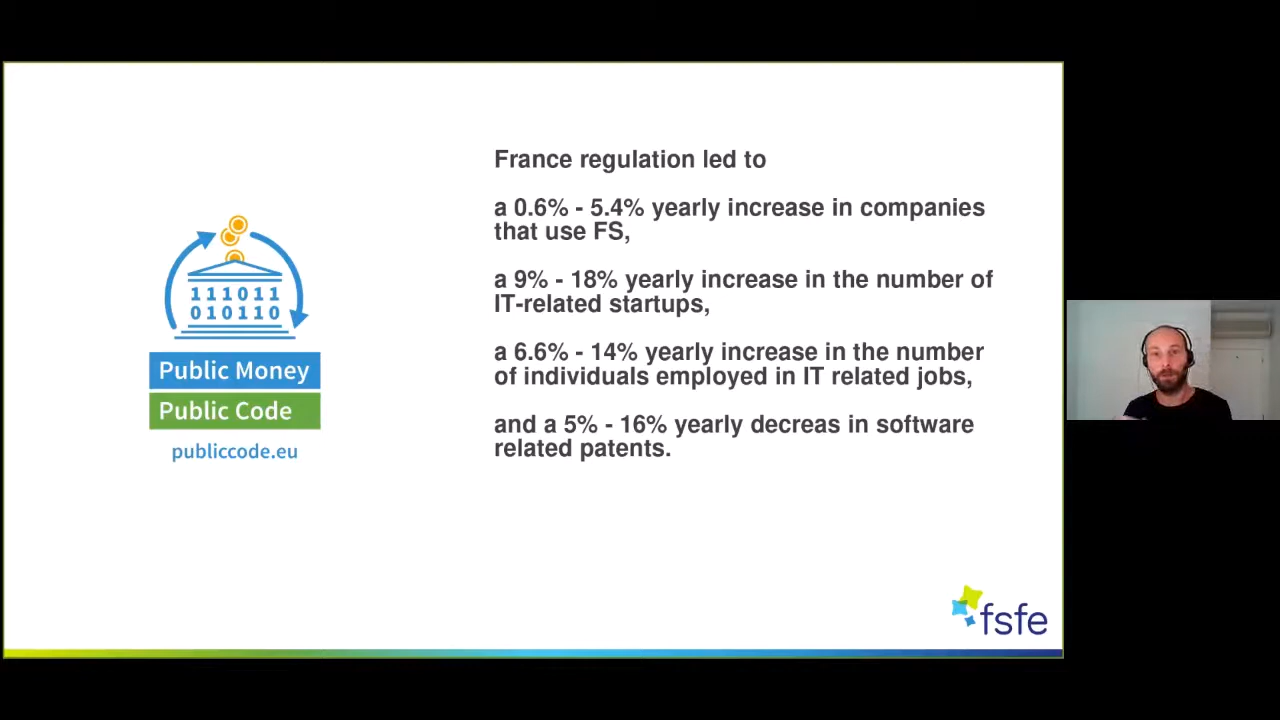 France regulation led to
a 0.6% - 5.4% yearly increase in companies
that use FS,
a 9% - 18% yearly increase in the number of
IT-related startups,
a 6.6% - 14% yearly increase in the number
of individuals employed in IT related jobs,
and a 5% - 16% yearly decreas in software
related patents.
111011
010110
Public Money
Public Code
publiccode.eu
fsfe